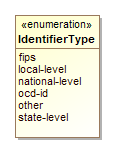 «enumeration»
IdentifierType
fips
local-level
national-level
ocd-id
other
state-level